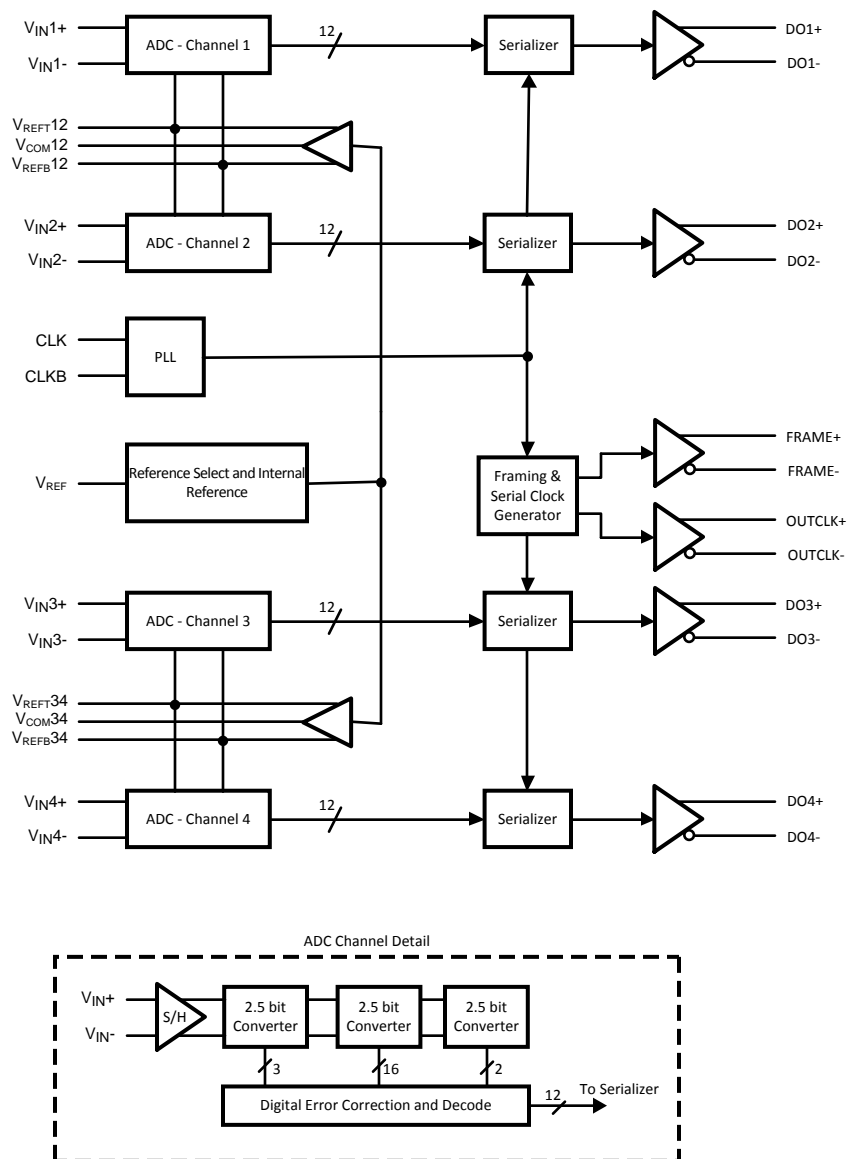 VIN1+
ADC - Channel 1
12
Serializer
DO1+
VIN1-
DO1-
VREFT12
VCOM12
VREFB12
VIN2+
ADC - Channel 2
12
Serializer
DO2+
VIN2-
DO2-
CLK
PLL
CLKB
FRAME+
VREF
Reference Select and Internal
Reference
Framing &
Serial Clock
Generator
FRAME-
OUTCLK+
OUTCLK-
VIN3+
ADC - Channel 3
12
Serializer
DO3+
VIN3-
DO3-
VREFT34
VCOM34
VREFB34
VIN4+
ADC - Channel 4
12
Serializer
DO4+
VIN4-
DO4-
ADC Channel Detail
VIN+
S/H
2.5 bit
Converter
2.5 bit
Converter
2.5 bit
Converter
VIN-
3
16
2
Digital Error Correction and Decode
12
To Serializer